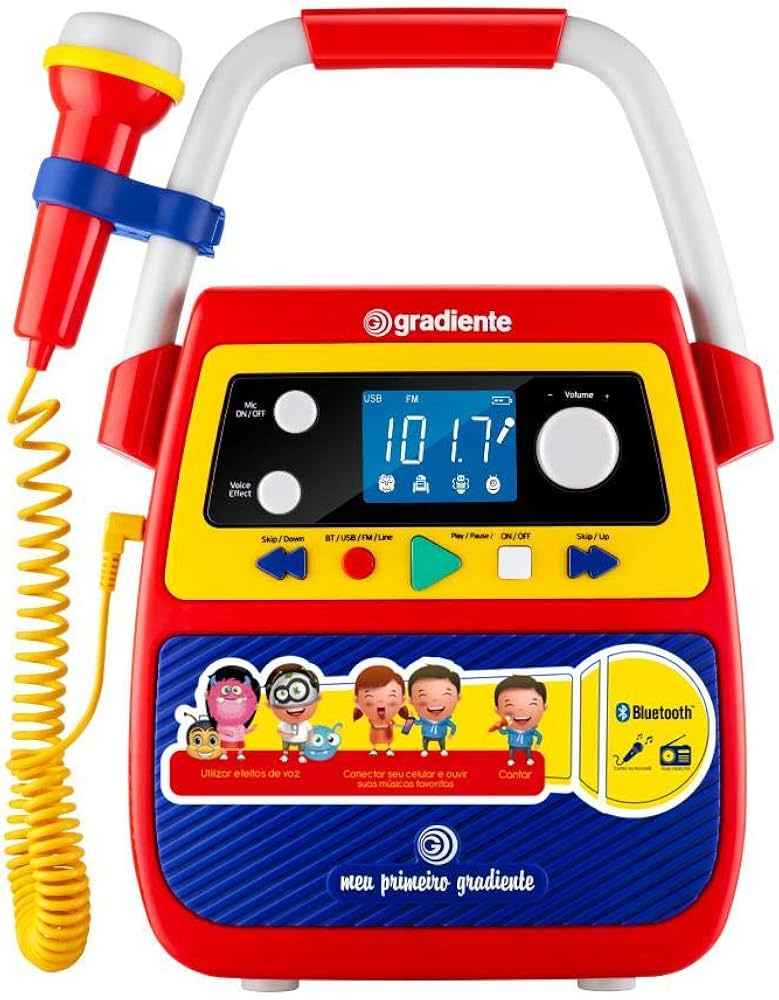 gradiente
Mic
ON/OFF
USB FM
101.7
- Volume +
Voice
Effect
Skip/Down
BT/USB/FM/Line
Play/Pause/
ON/OFF
Skip/Up
Bluetooth™
Utilizar efeitos de voz
Conectar seu celular e ouvir
suas músicas favoritas
Cantar
G
meu primeiro gradiente